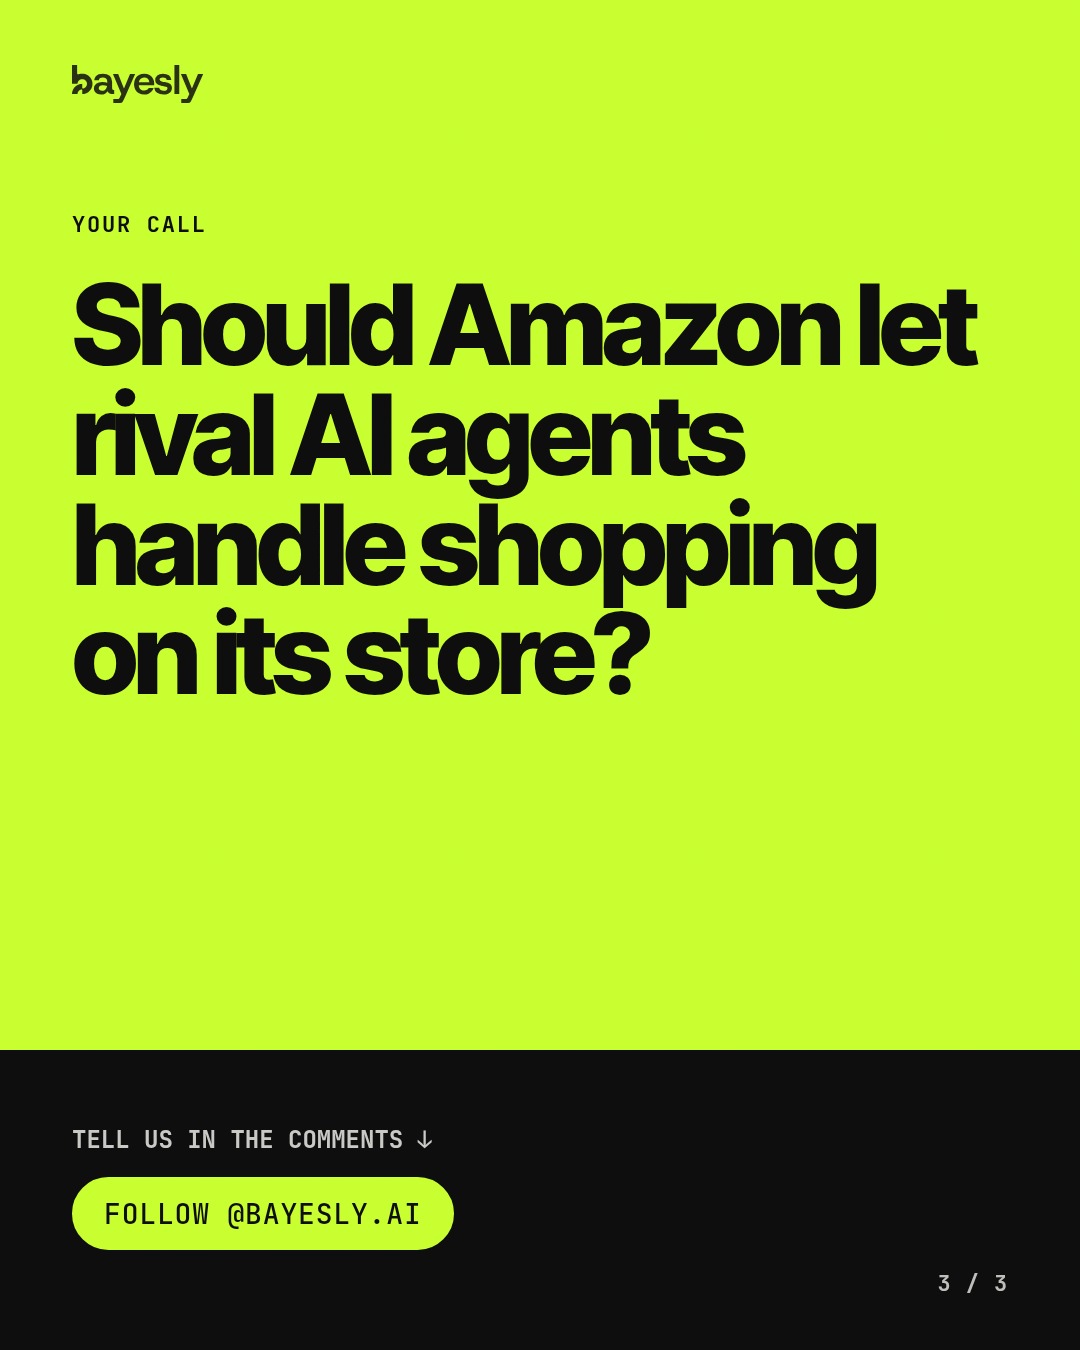 bayesly
YOUR CALL
Should Amazon let
rival AI agents
handle shopping
on its store?
TELL US IN THE COMMENTS ↓
FOLLOW @BAYESLY.AI
3 / 3